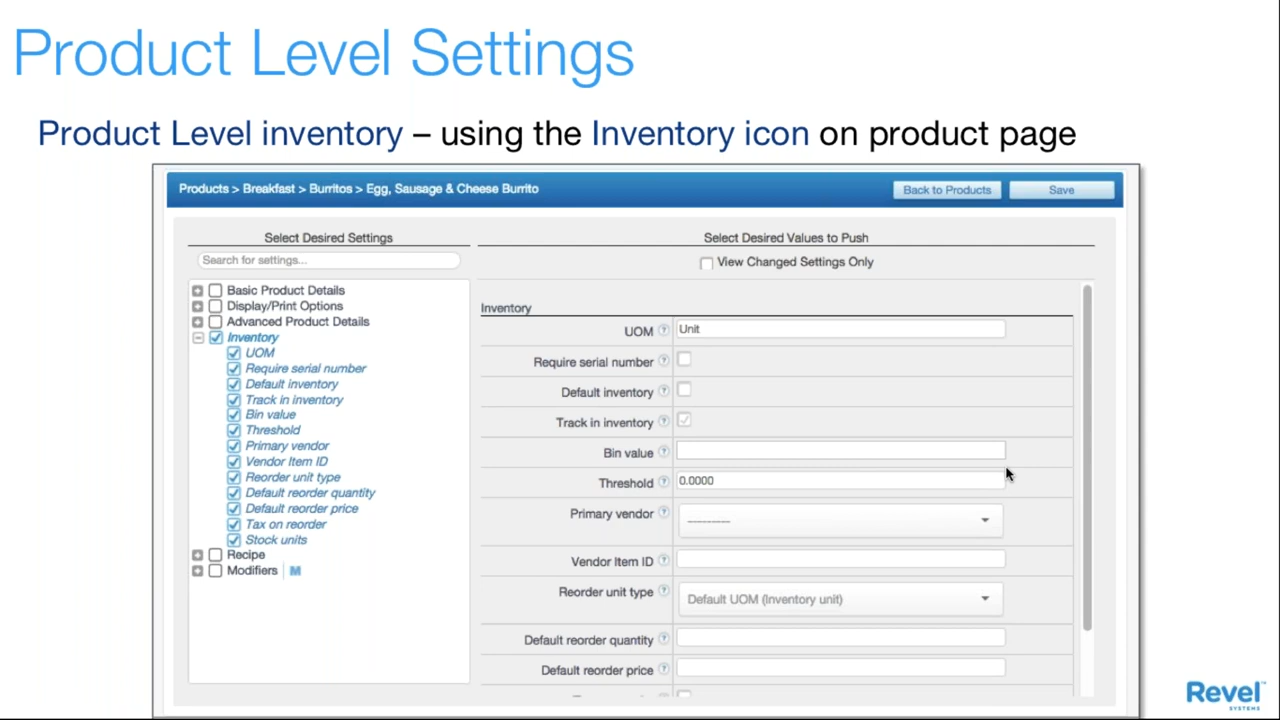 Product Level Settings
Product Level inventory – using the Inventory icon on product page
Products > Breakfast > Burritos > Egg, Sausage & Cheese Burrito
Back to Products
Save
Select Desired Settings
Search for settings...
Basic Product Details
Display/Print Options
Advanced Product Details
Inventory
UOM
Require serial number
Default inventory
Track in inventory
Bin value
Threshold
Primary vendor
Vendor Item ID
Reorder unit type
Default reorder quantity
Default reorder price
Tax on reorder
Stock units
Recipe
Modifiers M
Select Desired Values to Push
View Changed Settings Only
Inventory
UOM ? Unit
Require serial number ?
Default inventory ?
Track in inventory ?
Bin value ?
Threshold ? 0.0000
Primary vendor ? ----------
Vendor Item ID ?
Reorder unit type ? Default UOM (Inventory unit)
Default reorder quantity ?
Default reorder price ?
Revel™
SYSTEMS